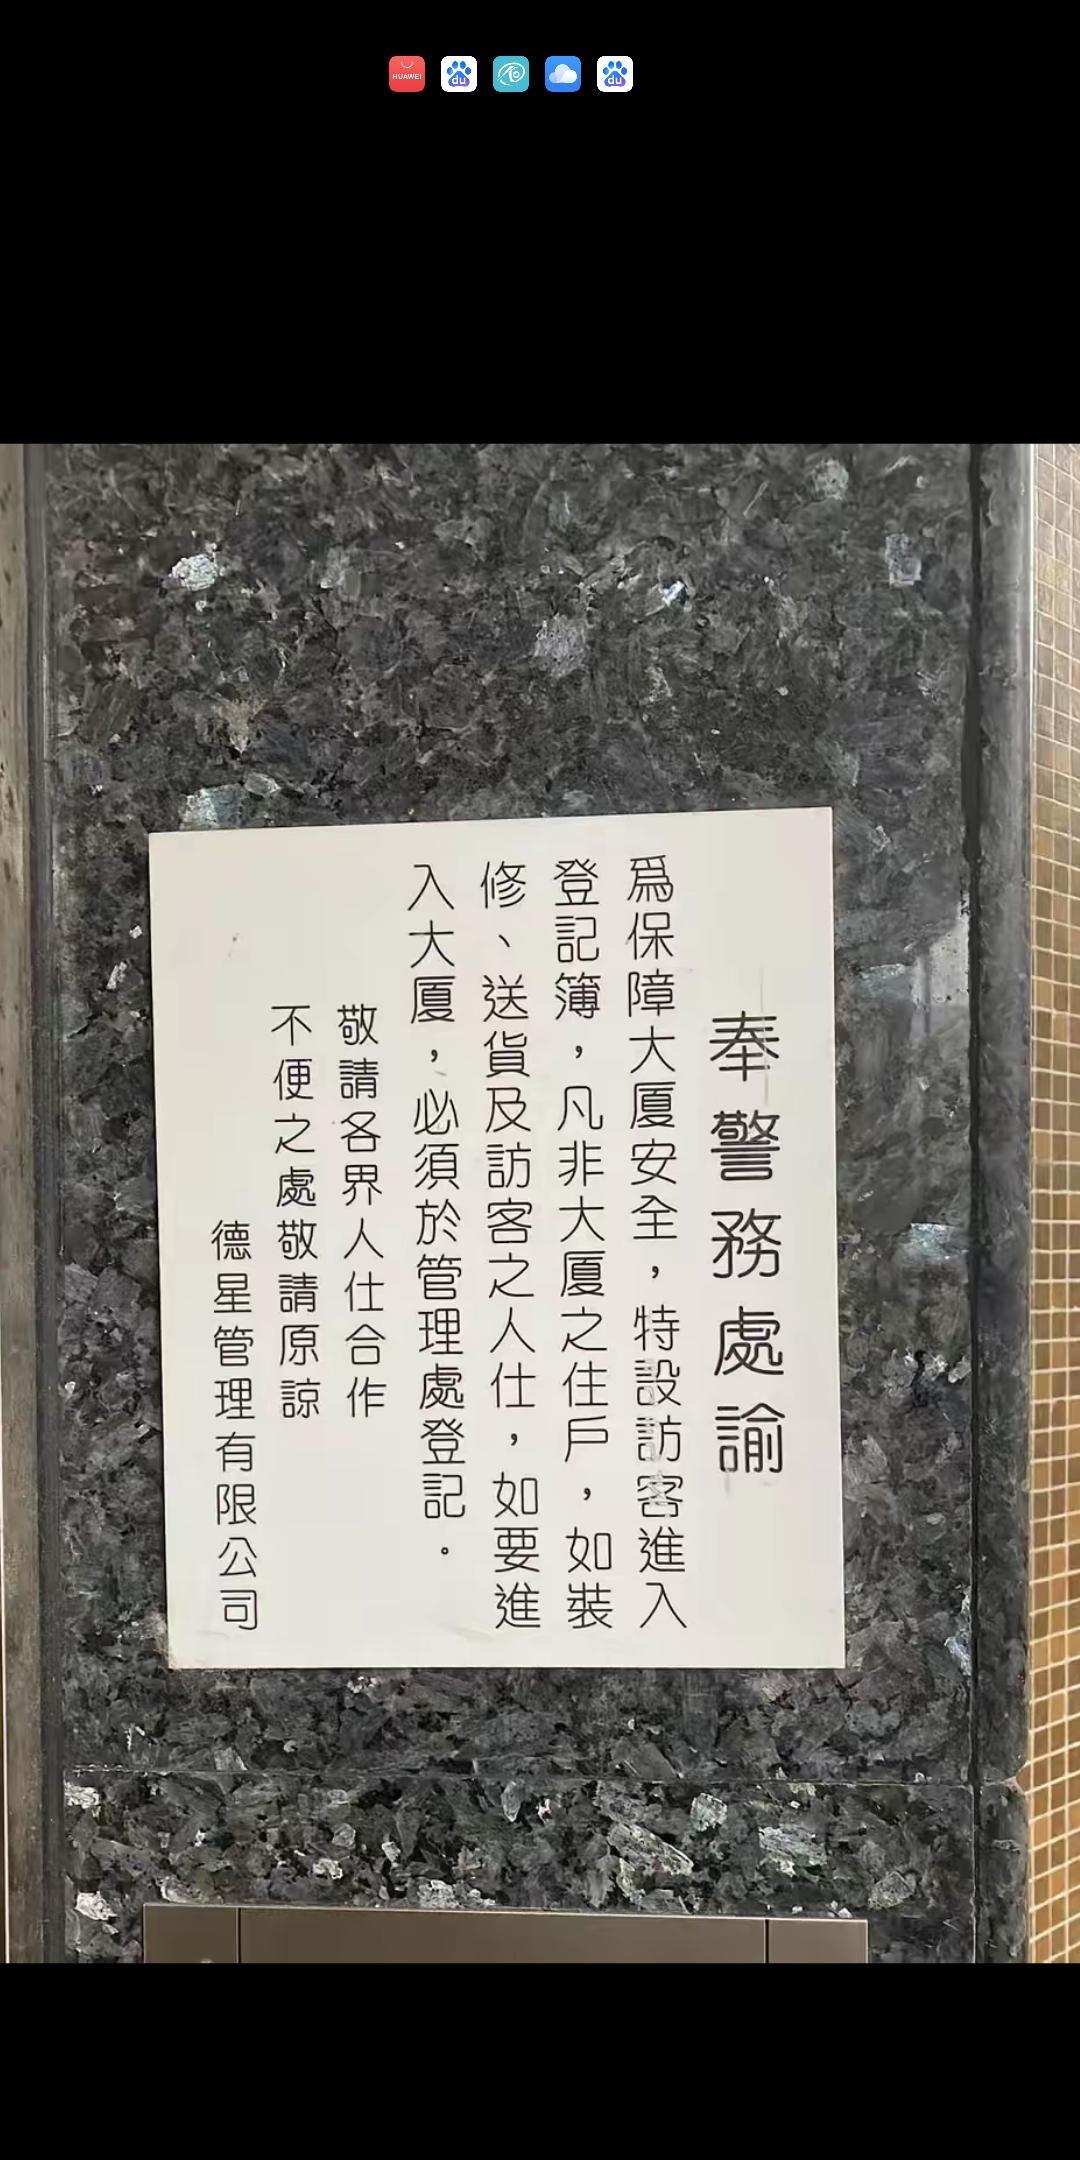 HUAWEI
du
du
奉警務處諭
爲保障大厦安全，特設訪客進入
登記簿，凡非大厦之住戶，如裝
修、送貨及訪客之人仕，如要進
入大厦，必須於管理處登記。
敬請各界人仕合作
不便之處敬請原諒
德星管理有限公司